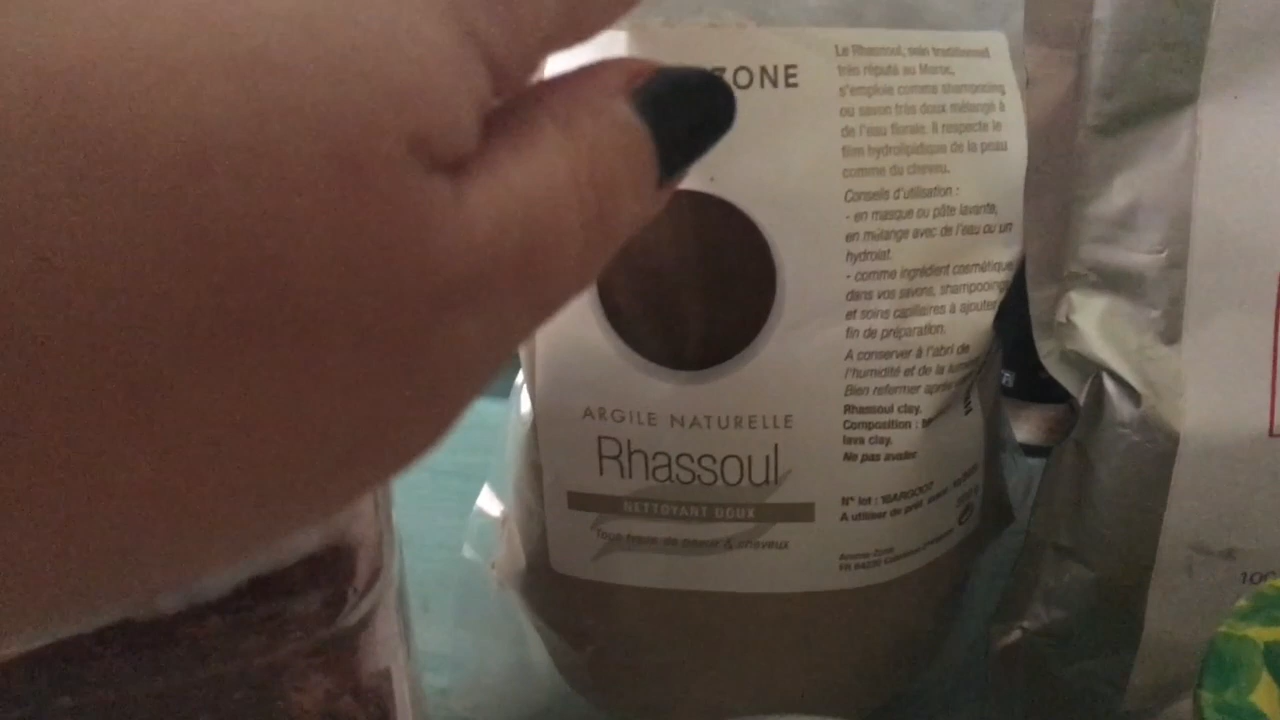 ZONE
ARGILE NATURELLE
Rhassoul
NETTOYANT DOUX
Tous types de peaux & cheveux
Le Rhassoul, soin traditionnel
très réputé au Maroc,
s'emploie comme shampooing
ou savon très doux mélangé à
de l'eau florale. Il respecte le
film hydrolipidique de la peau
comme du cheveu.
Conseils d'utilisation :
- en masque ou pâte lavante,
en mélange avec de l'eau ou un
hydrolat.
- comme ingrédient cosmétique
dans vos savons, shampooings
et soins capillaires à ajouter
fin de préparation.
A conserver à l'abri de
l'humidité et de la
Bien refermer après
Rhassoul clay.
Composition :
lava clay.
Ne pas avaler
N° lot :
A utiliser de préf. avant:
Aroma-Zone
100